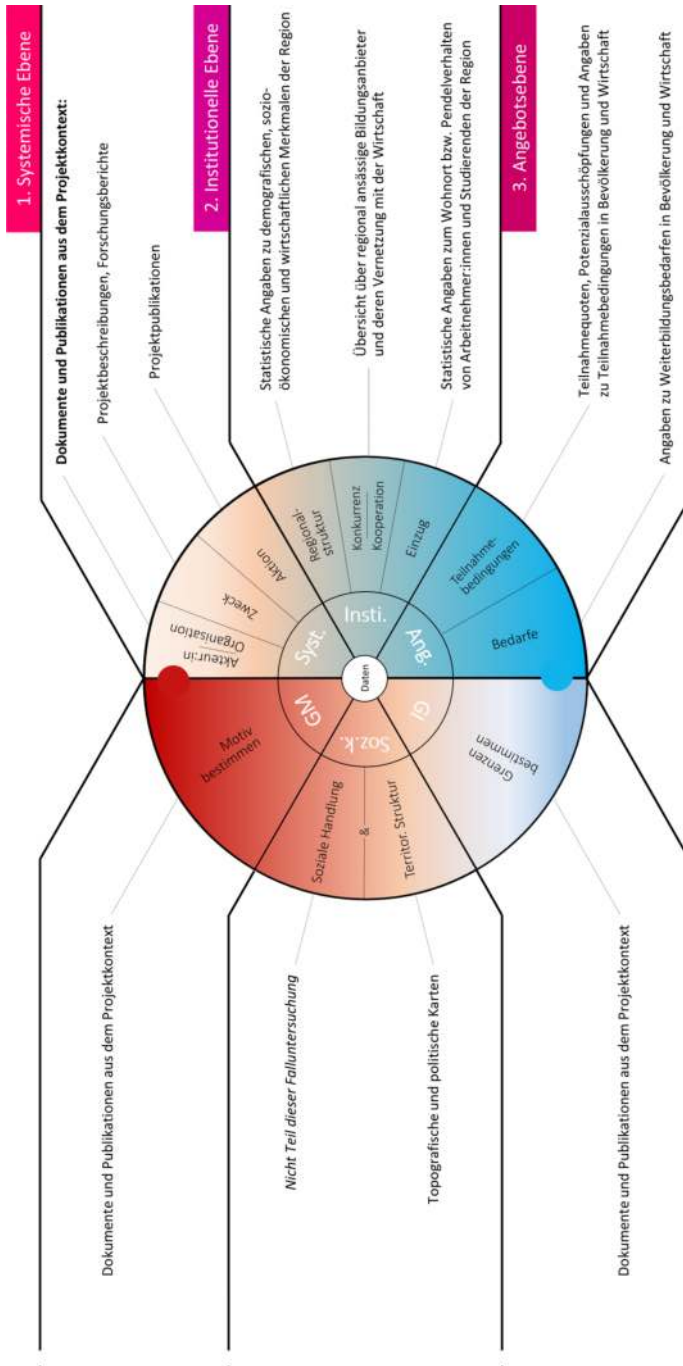 1. Systemische Ebene
Dokumente und Publikationen aus dem Projektkontext:
Projektbeschreibungen, Forschungsberichte
Projektpublikationen
2. Institutionelle Ebene
Statistische Angaben zu demografischen, sozio-
ökonomischen und wirtschaftlichen Merkmalen der Region
Übersicht über regional ansässige Bildungsanbieter
und deren Vernetzung mit der Wirtschaft
Statistische Angaben zum Wohnort bzw. Pendelverhalten
von Arbeitnehmer:innen und Studierenden der Region
3. Angebotsebene
Teilnahmequoten, Potenzialausschöpfungen und Angaben
zu Teilnahmebedingungen in Bevölkerung und Wirtschaft
Angaben zu Weiterbildungsbedarfen in Bevölkerung und Wirtschaft
Akteur:in
Organisation
Zweck
Aktion
Regional-
struktur
Konkurrenz
Kooperation
Einzug
Teilnahme-
bedingungen
Bedarfe
Syst.
Insti.
Ang.
Daten
GM
Soz.k.
GI
Motiv
bestimmen
Soziale Handlung
&
Territor. Struktur
Grenzen
bestimmen
Dokumente und Publikationen aus dem Projektkontext
Nicht Teil dieser Falluntersuchung
Topografische und politische Karten
Dokumente und Publikationen aus dem Projektkontext